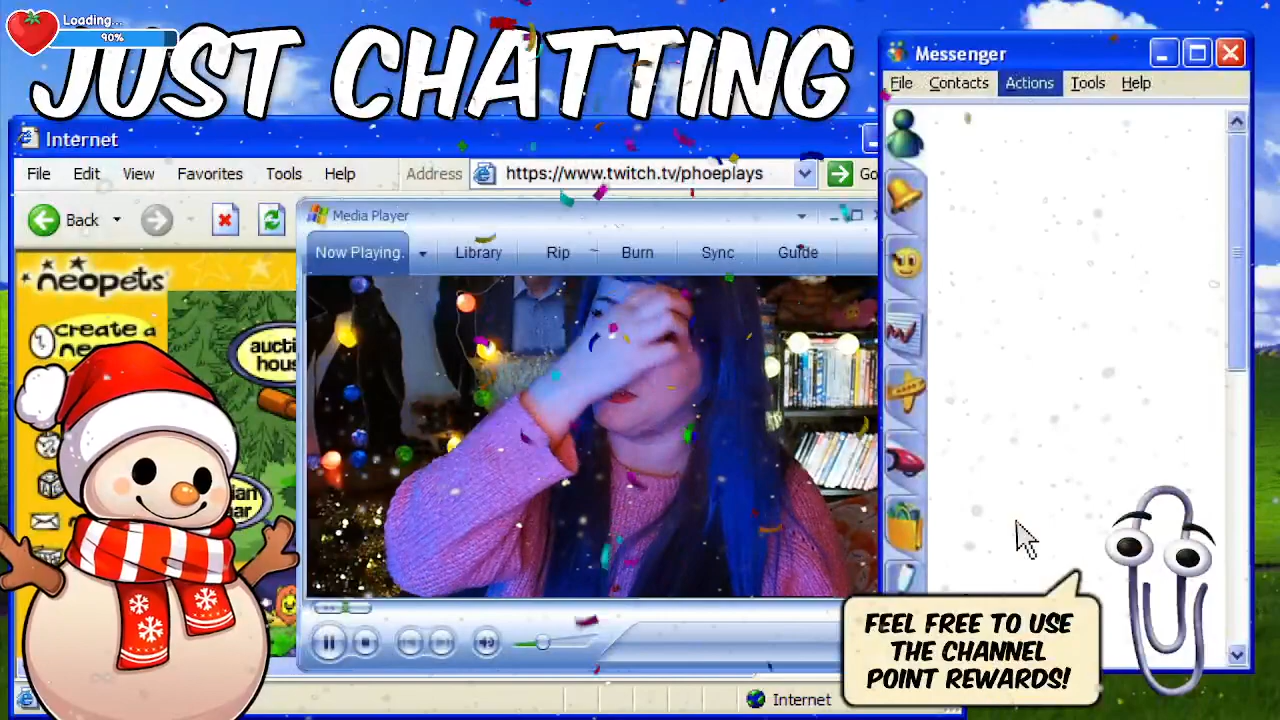 Loading...
90%
JUST CHATTING
Internet
File Edit View Favorites Tools Help
Address https://www.twitch.tv/phoeplays Go
Back
Media Player
Now Playing. Library Rip Burn Sync Guide
neopets
create a
auction
house
Messenger
File Contacts Actions Tools Help
FEEL FREE TO USE
THE CHANNEL
POINT REWARDS!
Internet